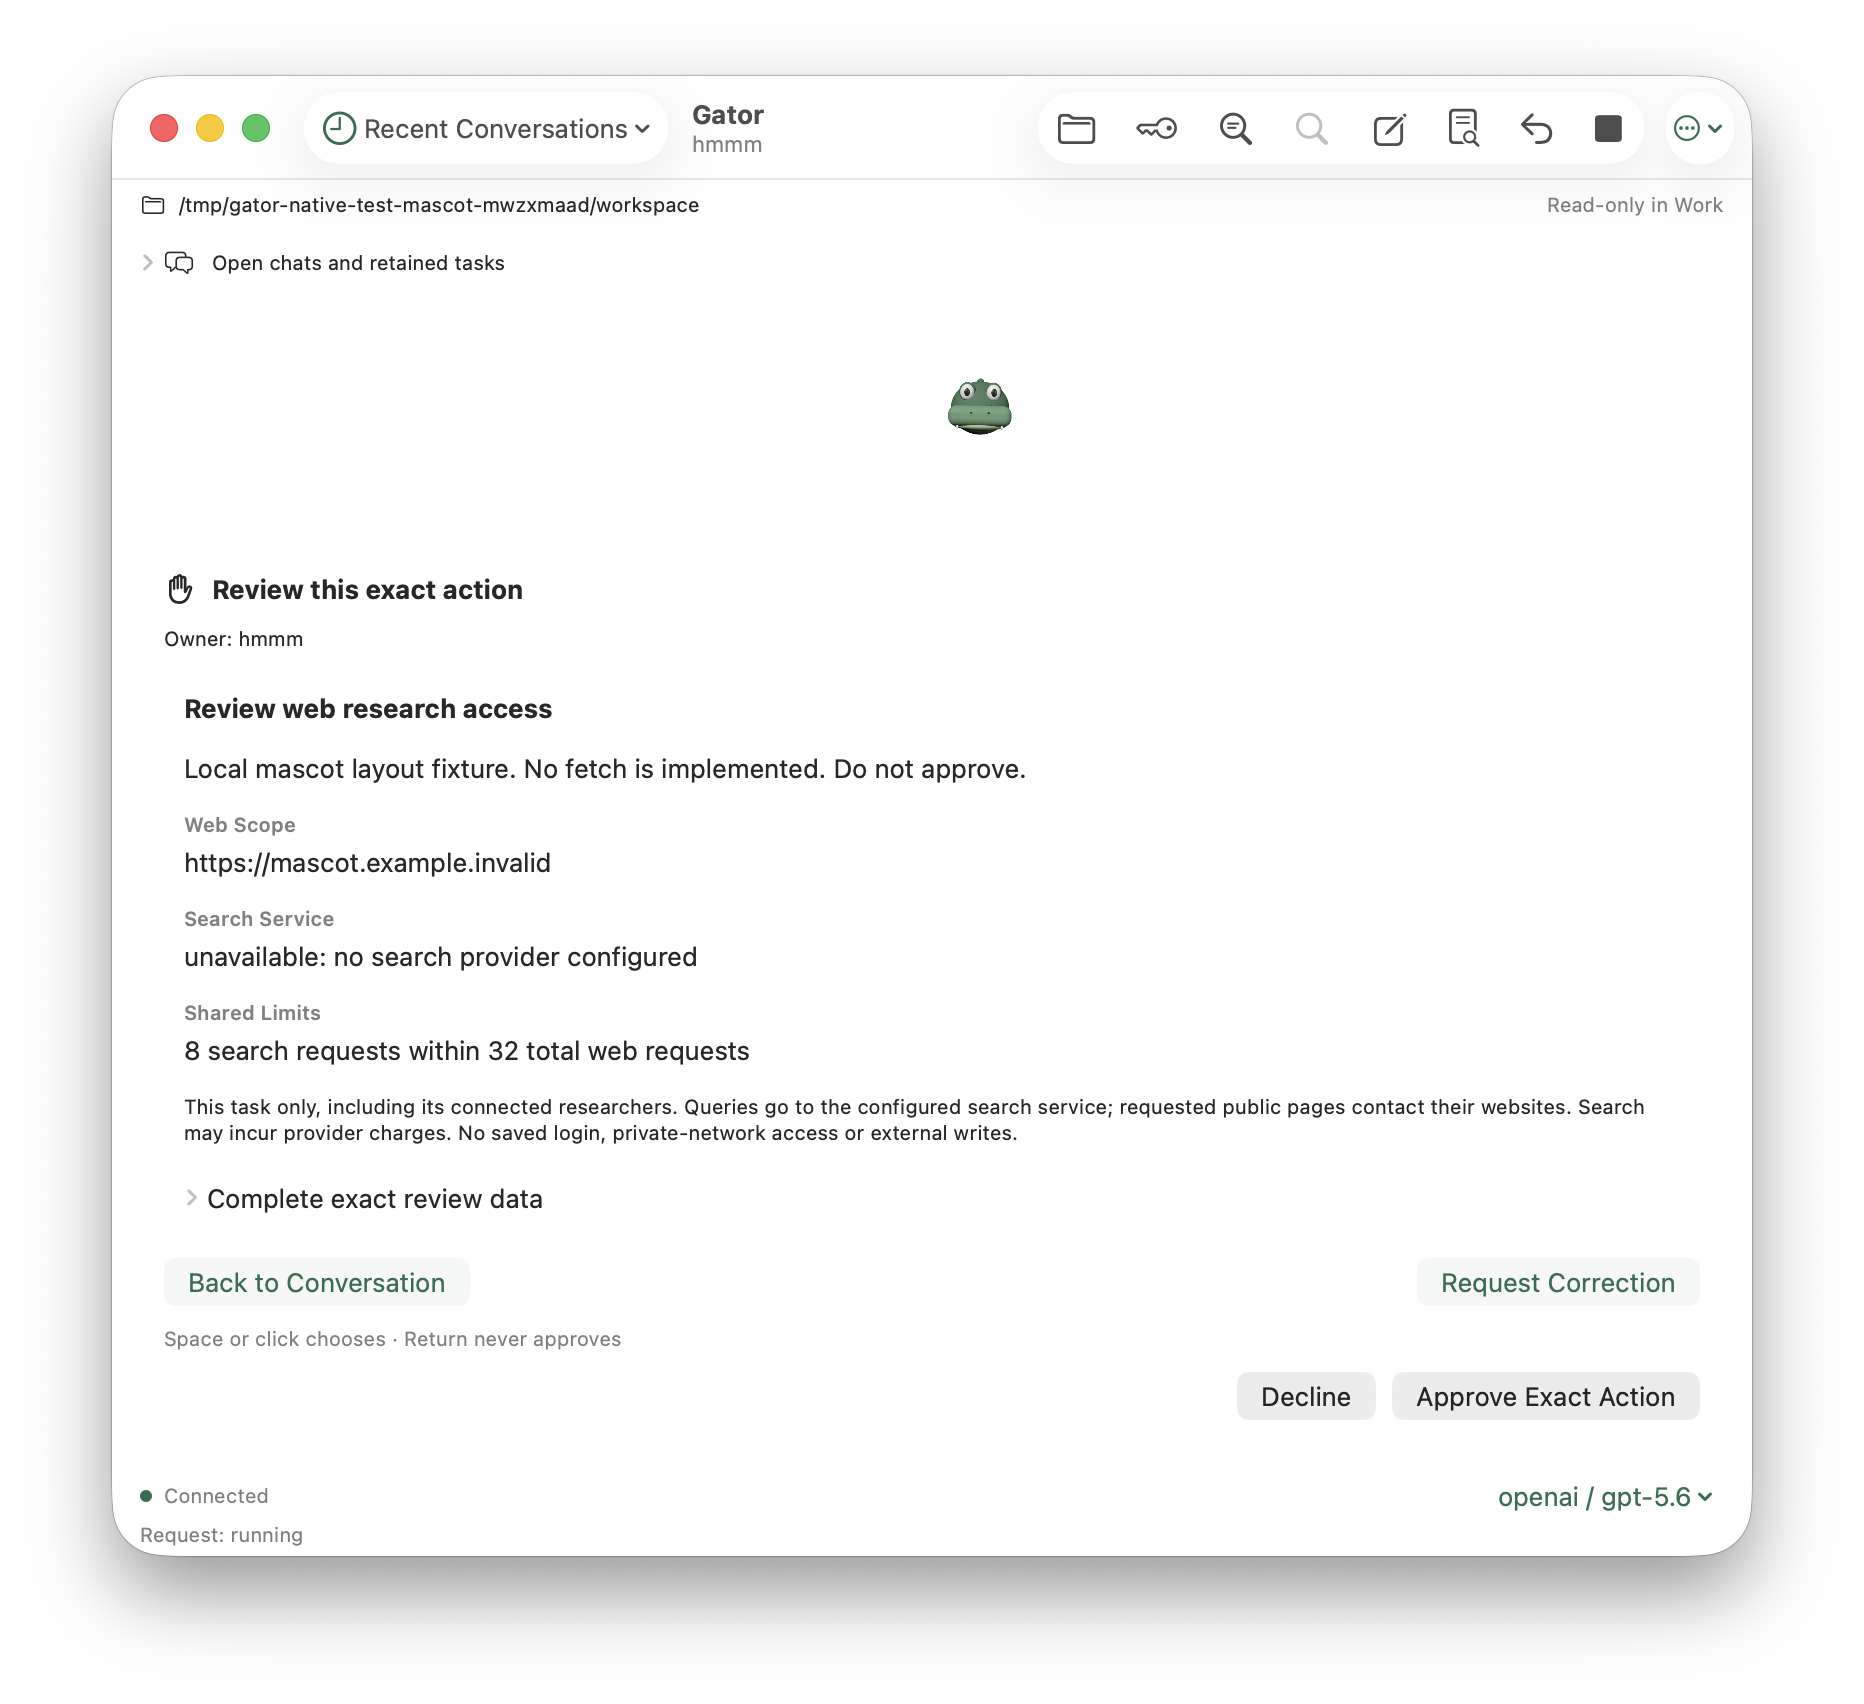 Recent Conversations
Gator
hmmm
/tmp/gator-native-test-mascot-mwzxmaad/workspace
Read-only in Work
Open chats and retained tasks
Review this exact action
Owner: hmmm
Review web research access
Local mascot layout fixture. No fetch is implemented. Do not approve.
Web Scope
https://mascot.example.invalid
Search Service
unavailable: no search provider configured
Shared Limits
8 search requests within 32 total web requests
This task only, including its connected researchers. Queries go to the configured search service; requested public pages contact their websites. Search
may incur provider charges. No saved login, private-network access or external writes.
Complete exact review data
Back to Conversation
Request Correction
Space or click chooses · Return never approves
Decline
Approve Exact Action
Connected
openai / gpt-5.6
Request: running